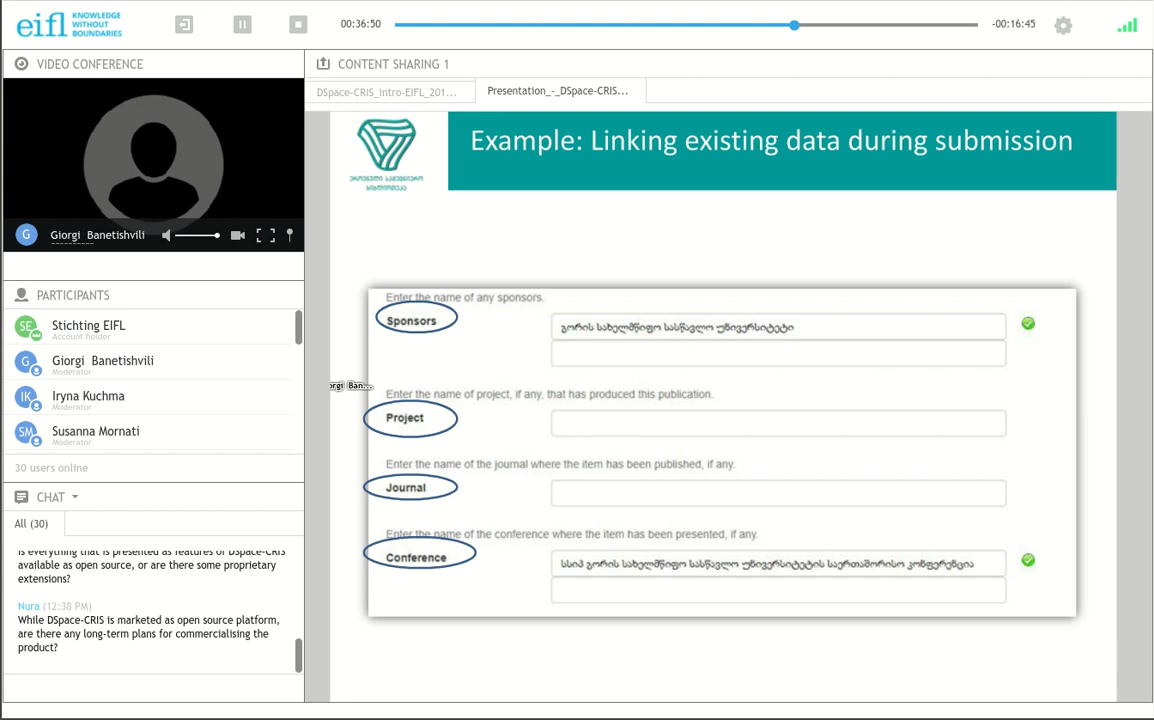 eifl KNOWLEDGE
WITHOUT
BOUNDARIES
00:36:50
-00:16:45
VIDEO CONFERENCE
G Giorgi Banetishvili
PARTICIPANTS
SE Stichting EIFL
Account holder
G Giorgi Banetishvili
Moderator
IK Iryna Kuchma
Moderator
SM Susanna Mornati
Moderator
30 users online
CHAT
All (30)
is everything that is presented as features of DSpace-CRIS
available as open source, or are there some proprietary
extensions?
Nura (12:38 PM)
While DSpace-CRIS is marketed as open source platform,
are there any long-term plans for commercialising the
product?
CONTENT SHARING 1
DSpace-CRIS_intro-EIFL_201...
Presentation_-_DSpace-CRIS...
ეროვნული სამეცნიერო
ბიბლიოთეკა
Example: Linking existing data during submission
Enter the name of any sponsors.
Sponsors
გორის სახელმწიფო სასწავლო უნივერსიტეტი
orgi Ban...
Enter the name of project, if any, that has produced this publication.
Project
Enter the name of the journal where the item has been published, if any.
Journal
Enter the name of the conference where the item has been presented, if any.
Conference
სსიპ გორის სახელმწიფო სასწავლო უნივერსიტეტის საერთაშორისო კონფერენცია